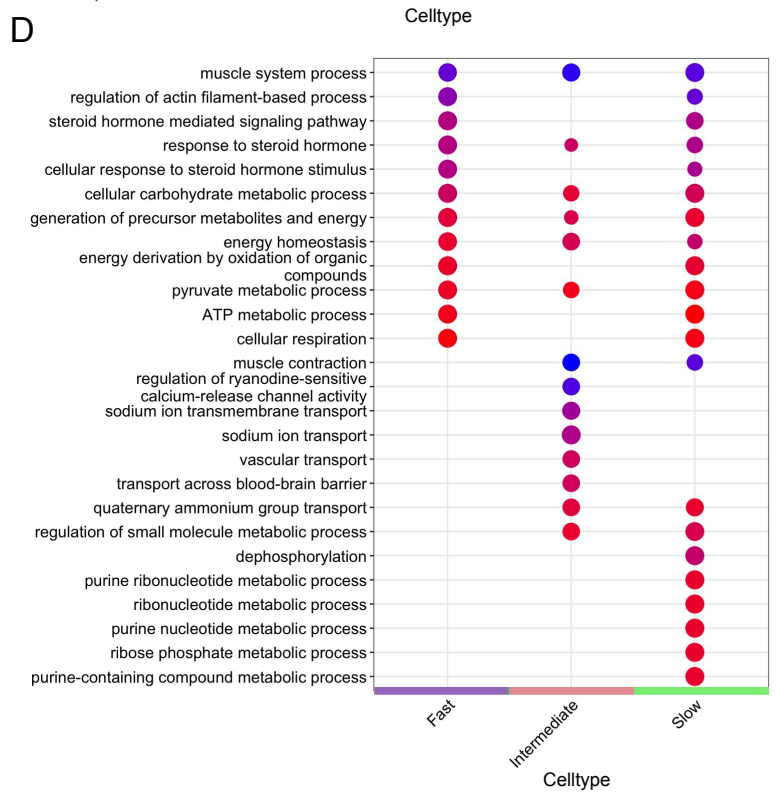 Celltype
D
muscle system process
regulation of actin filament-based process
steroid hormone mediated signaling pathway
response to steroid hormone
cellular response to steroid hormone stimulus
cellular carbohydrate metabolic process
generation of precursor metabolites and energy
energy homeostasis
energy derivation by oxidation of organic
compounds
pyruvate metabolic process
ATP metabolic process
cellular respiration
muscle contraction
regulation of ryanodine-sensitive
calcium-release channel activity
sodium ion transmembrane transport
sodium ion transport
vascular transport
transport across blood-brain barrier
quaternary ammonium group transport
regulation of small molecule metabolic process
dephosphorylation
purine ribonucleotide metabolic process
ribonucleotide metabolic process
purine nucleotide metabolic process
ribose phosphate metabolic process
purine-containing compound metabolic process
Fast
Intermediate
Slow
Celltype